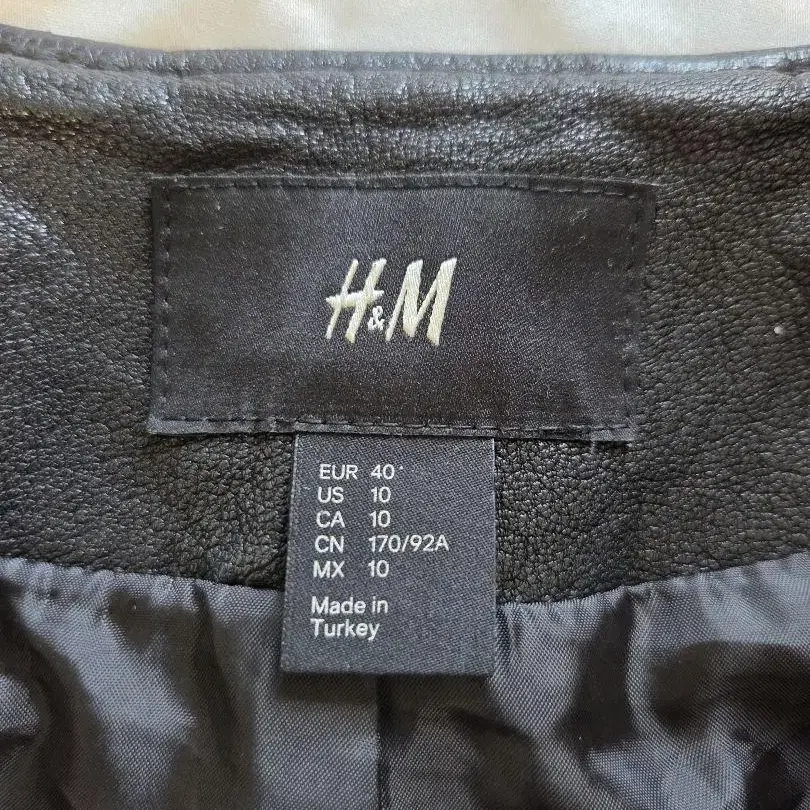 H&M
EUR 40
US 10
CA 10
CN 170/92A
MX 10
Made in
Turkey